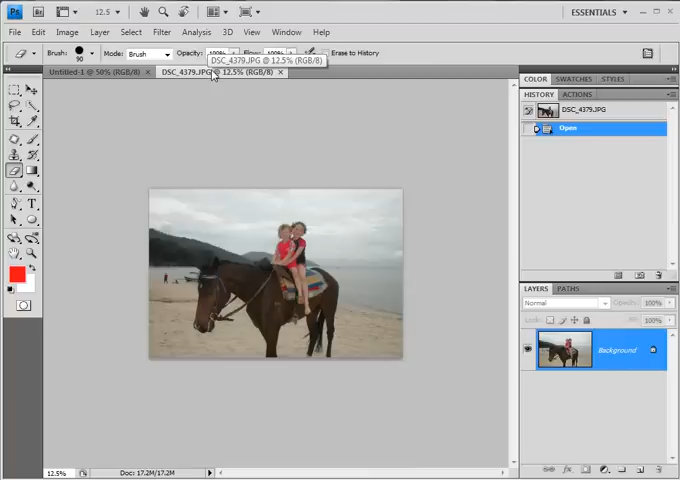 Ps Br 12.5 ESSENTIALS
File Edit Image Layer Select Filter Analysis 3D View Window Help
Brush: 90 Mode: Brush Opacity: 100% Flow: 100% Erase to History
DSC_4379.JPG @ 12.5% (RGB/8)
Untitled-1 @ 50% (RGB/8) × DSC_4379.JPG @ 12.5% (RGB/8) ×
COLOR SWATCHES STYLES
HISTORY ACTIONS
DSC_4379.JPG
Open
LAYERS PATHS
Normal Opacity: 100%
Lock: Fill: 100%
Background
12.5% Doc: 17.2M/17.2M